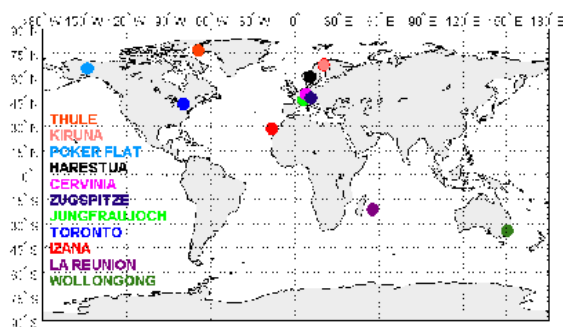 180° W 150° W 120° W 90° W 60° W 30° W 0° 30° E 60° E 90° E 120° E 150° E 180° E
90° N
75° N
60° N
45° N
30° N
15° N
0°
15° S
30° S
45° S
60° S
75° S
90° S
THULE
KIRUNA
POKER FLAT
HARESTUA
CERVINIA
ZUGSPITZE
JUNGFRAUJOCH
TORONTO
IZANA
LA REUNION
WOLLONGONG